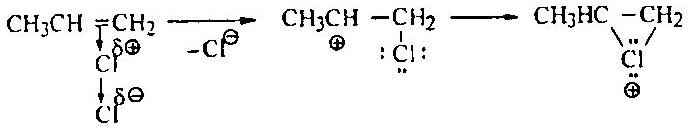 CH₃CH = CH₂ → CH₃CH – CH₂ → CH₃HC – CH₂
δ⊕ –Cl⊖ ⊕
Cl :Cl: Cl
δ⊖ ⊕
Cl